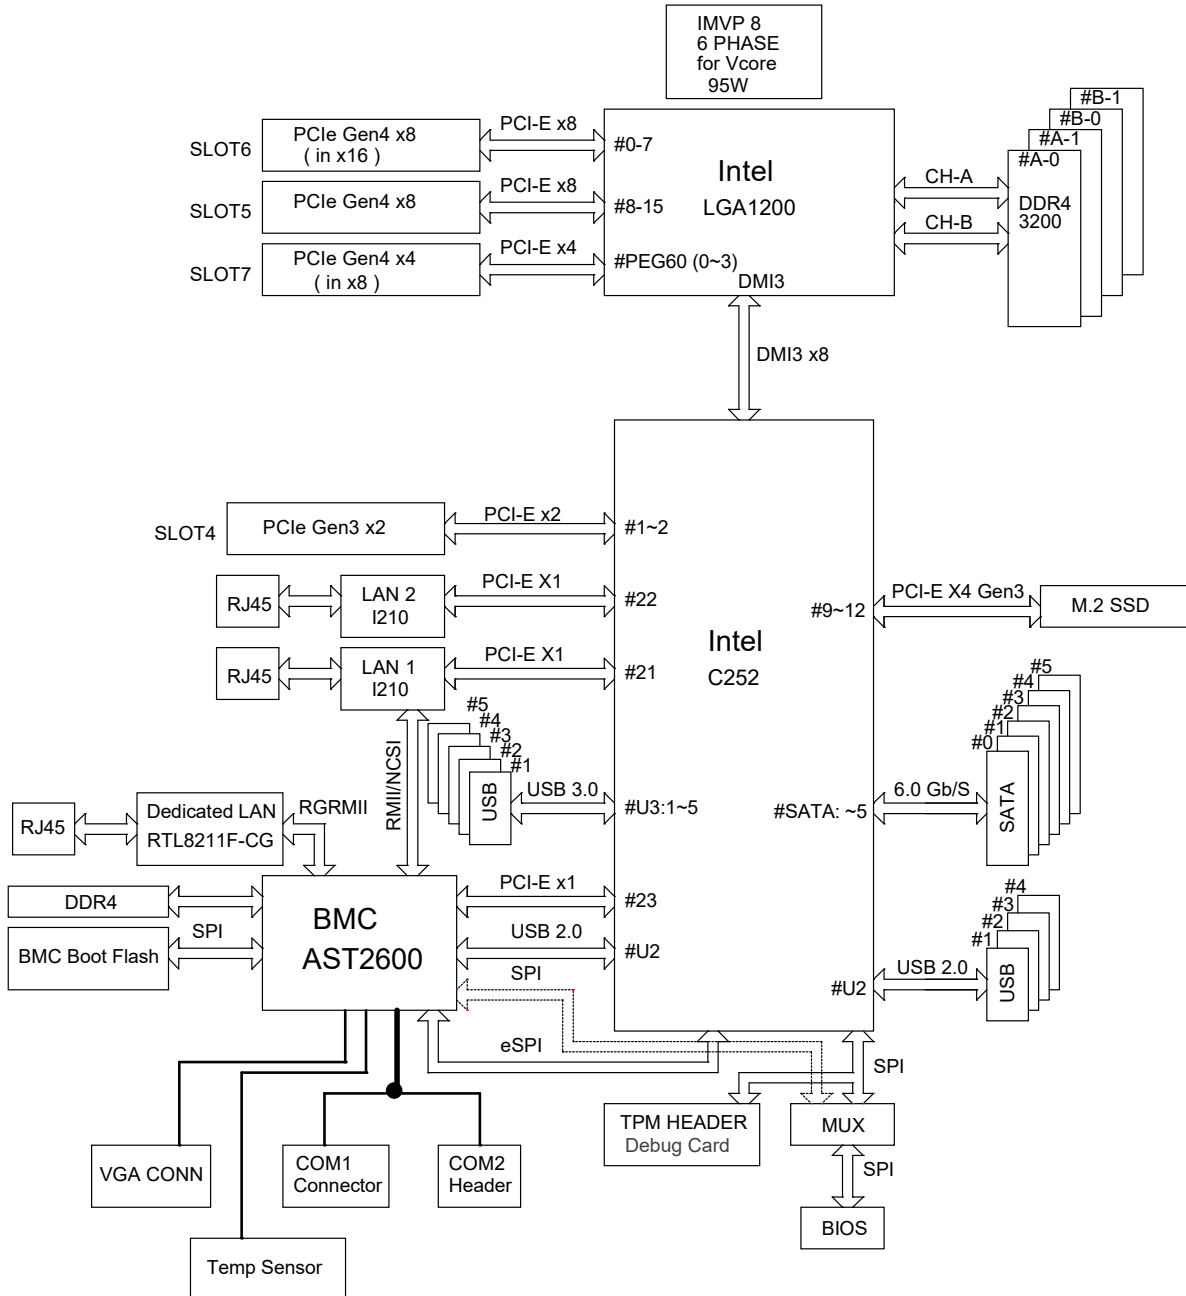 IMVP 8
6 PHASE
for Vcore
95W
#B-1
#B-0
#A-1
#A-0
DDR4
3200
CH-A
CH-B
SLOT6
PCIe Gen4 x8
( in x16 )
PCI-E x8
#0-7
Intel
LGA1200
SLOT5
PCIe Gen4 x8
PCI-E x8
#8-15
SLOT7
PCIe Gen4 x4
( in x8 )
PCI-E x4
#PEG60 (0~3)
DMI3
DMI3 x8
SLOT4
PCIe Gen3 x2
PCI-E x2
#1~2
RJ45
LAN 2
I210
PCI-E X1
#22
#9~12
PCI-E X4 Gen3
M.2 SSD
Intel
C252
RJ45
LAN 1
I210
PCI-E X1
#21
#5
#4
#3
#2
#1
USB
USB 3.0
#U3:1~5
#5
#4
#3
#2
#1
#0
SATA
6.0 Gb/S
#SATA: ~5
RMII/NCSI
RGRMII
RJ45
Dedicated LAN
RTL8211F-CG
DDR4
BMC Boot Flash
SPI
BMC
AST2600
PCI-E x1
#23
USB 2.0
#U2
#4
#3
#2
#1
USB
USB 2.0
#U2
SPI
eSPI
SPI
TPM HEADER
Debug Card
MUX
SPI
BIOS
VGA CONN
COM1
Connector
COM2
Header
Temp Sensor